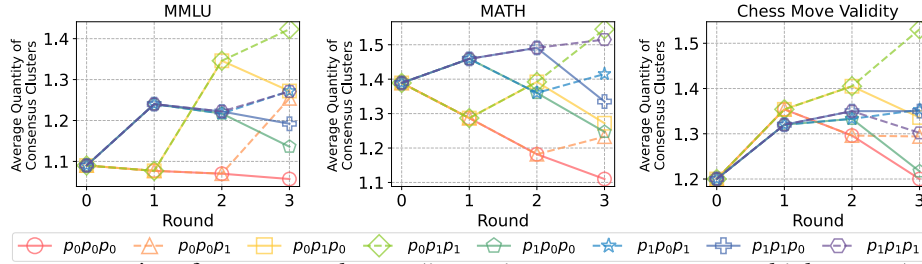 MMLU
MATH
Chess Move Validity
Average Quantity of
Consensus Clusters
1.4
1.3
1.2
1.1
0 1 2 3
Round
Average Quantity of
Consensus Clusters
1.5
1.4
1.3
1.2
1.1
0 1 2 3
Round
Average Quantity of
Consensus Clusters
1.5
1.4
1.3
1.2
0 1 2 3
Round
p₀p₀p₀ p₀p₀p₁ p₀p₁p₀ p₀p₁p₁ p₁p₀p₀ p₁p₀p₁ p₁p₁p₀ p₁p₁p₁